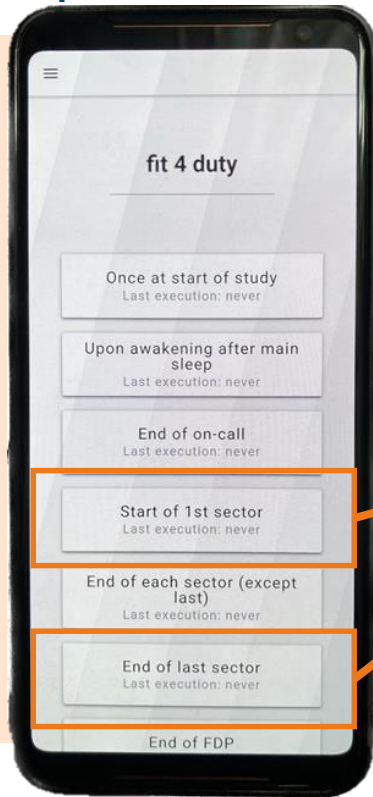 fit 4 duty
Once at start of study
Last execution: never
Upon awakening after main
sleep
Last execution: never
End of on-call
Last execution: never
Start of 1st sector
Last execution: never
End of each sector (except
last)
Last execution: never
End of last sector
Last execution: never
End of FDP